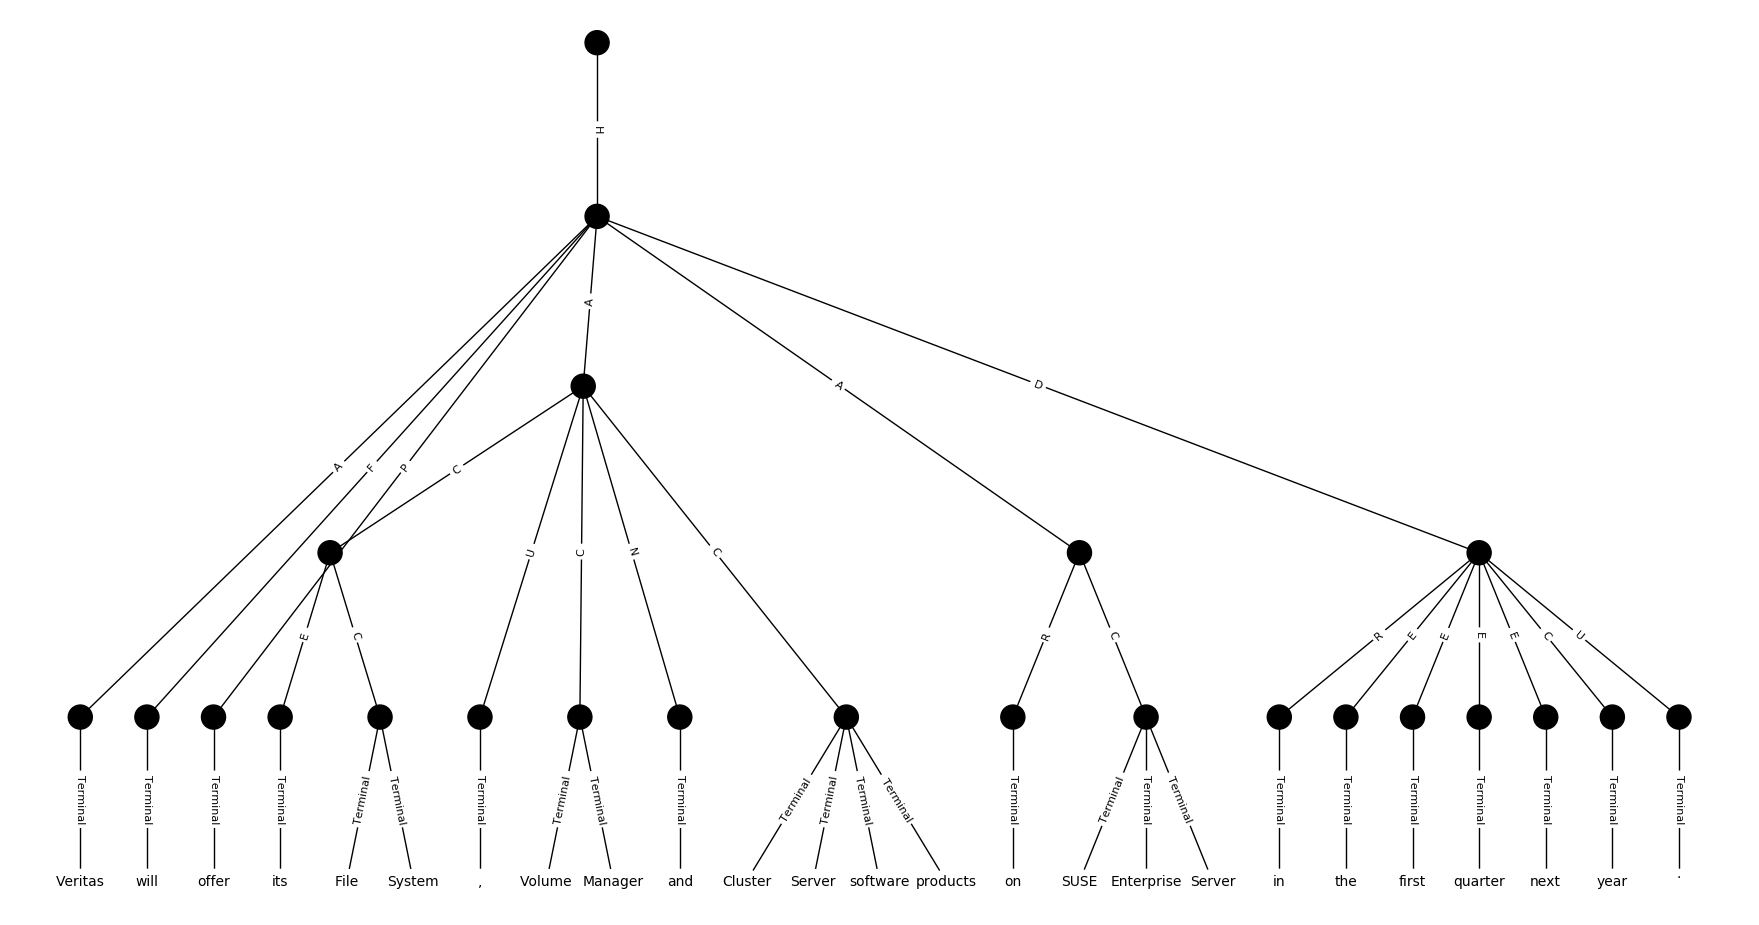 H
A
A
D
A
F
P
C
U
C
N
C
E
C
R
C
R
E
E
E
E
C
U
Terminal Terminal Terminal Terminal Terminal Terminal Terminal Terminal Terminal Terminal Terminal Terminal Terminal Terminal Terminal Terminal Terminal Terminal Terminal Terminal Terminal Terminal Terminal Terminal Terminal
Veritas will offer its File System , Volume Manager and Cluster Server software products on SUSE Enterprise Server in the first quarter next year .